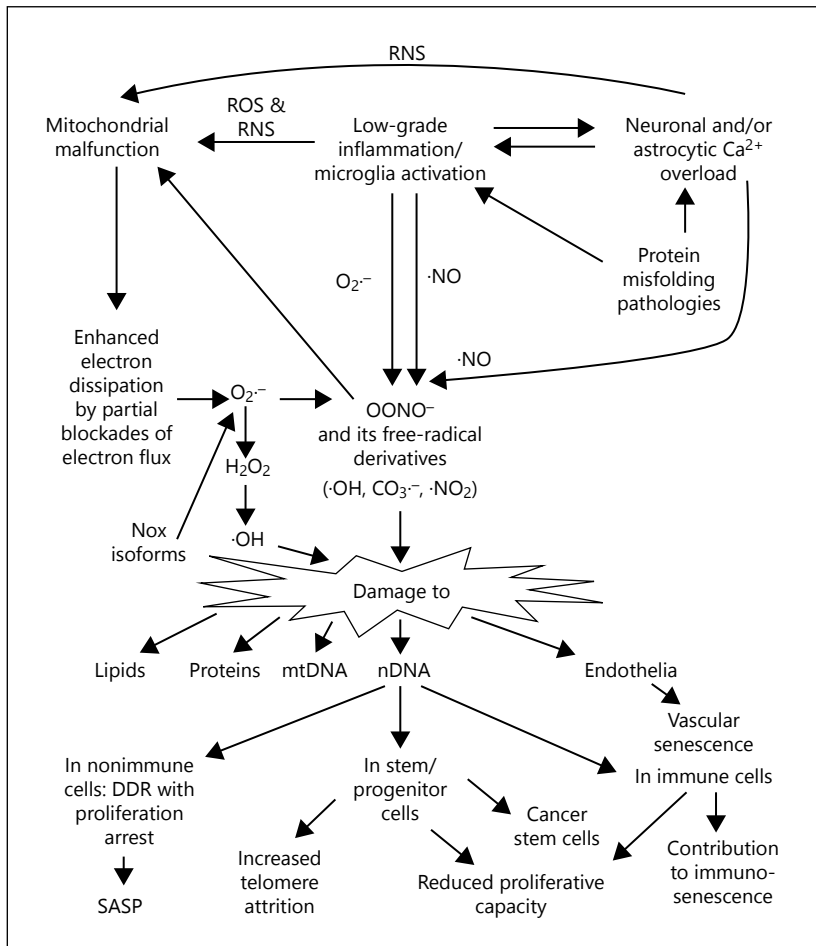 RNS
Mitochondrial
malfunction
ROS &
RNS
Low-grade
inflammation/
microglia activation
Neuronal and/or
astrocytic Ca²⁺
overload
Protein
misfolding
pathologies
O₂·⁻
·NO
·NO
Enhanced
electron
dissipation
by partial
blockades of
electron flux
O₂·⁻
H₂O₂
·OH
Nox
isoforms
OONO⁻
and its free-radical
derivatives
(·OH, CO₃·⁻, ·NO₂)
Damage to
Lipids
Proteins
mtDNA
nDNA
Endothelia
Vascular
senescence
In nonimmune
cells: DDR with
proliferation
arrest
SASP
In stem/
progenitor
cells
Increased
telomere
attrition
Cancer
stem cells
Reduced proliferative
capacity
In immune cells
Contribution
to immuno-
senescence